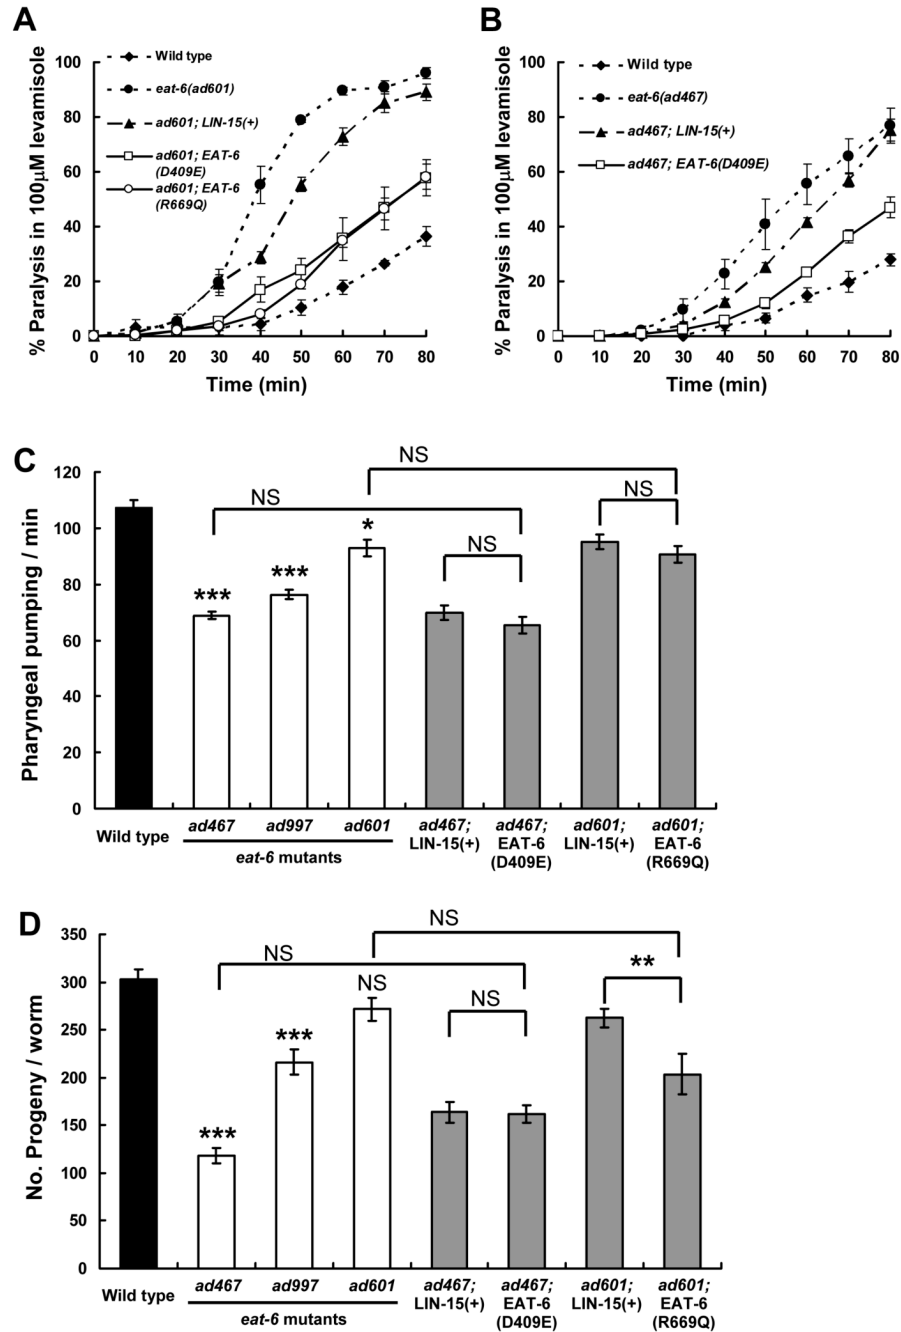 A
% Paralysis in 100µM levamisole
100
80
60
40
20
0
0 10 20 30 40 50 60 70 80
Time (min)
Wild type
eat-6(ad601)
ad601; LIN-15(+)
ad601; EAT-6
(D409E)
ad601; EAT-6
(R669Q)
B
% Paralysis in 100µM levamisole
100
80
60
40
20
0
0 10 20 30 40 50 60 70 80
Time (min)
Wild type
eat-6(ad467)
ad467; LIN-15(+)
ad467; EAT-6(D409E)
C
Pharyngeal pumping / min
120
100
80
60
40
20
0
NS
NS
NS
NS
*
***
***
Wild type
ad467 ad997 ad601
eat-6 mutants
ad467;
LIN-15(+)
ad467;
EAT-6
(D409E)
ad601;
LIN-15(+)
ad601;
EAT-6
(R669Q)
D
No. Progeny / worm
350
300
250
200
150
100
50
0
NS
NS
**
NS
NS
***
***
Wild type
ad467 ad997 ad601
eat-6 mutants
ad467;
LIN-15(+)
ad467;
EAT-6
(D409E)
ad601;
LIN-15(+)
ad601;
EAT-6
(R669Q)